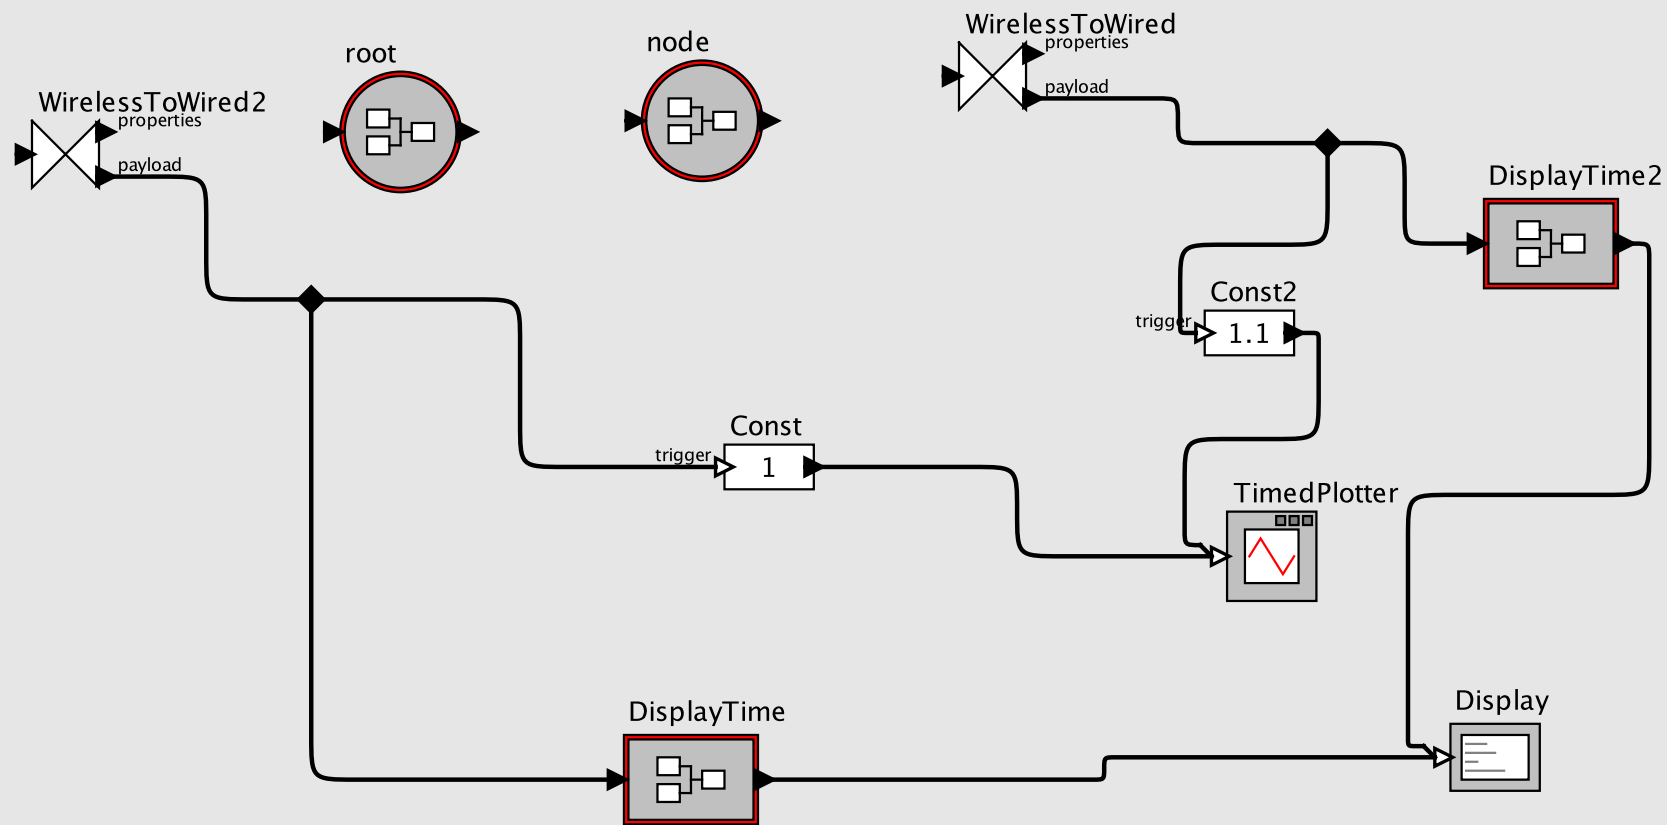 WirelessToWired
properties
payload
node
root
WirelessToWired2
properties
payload
DisplayTime2
Const2
trigger
1.1
Const
trigger
1
TimedPlotter
Display
DisplayTime